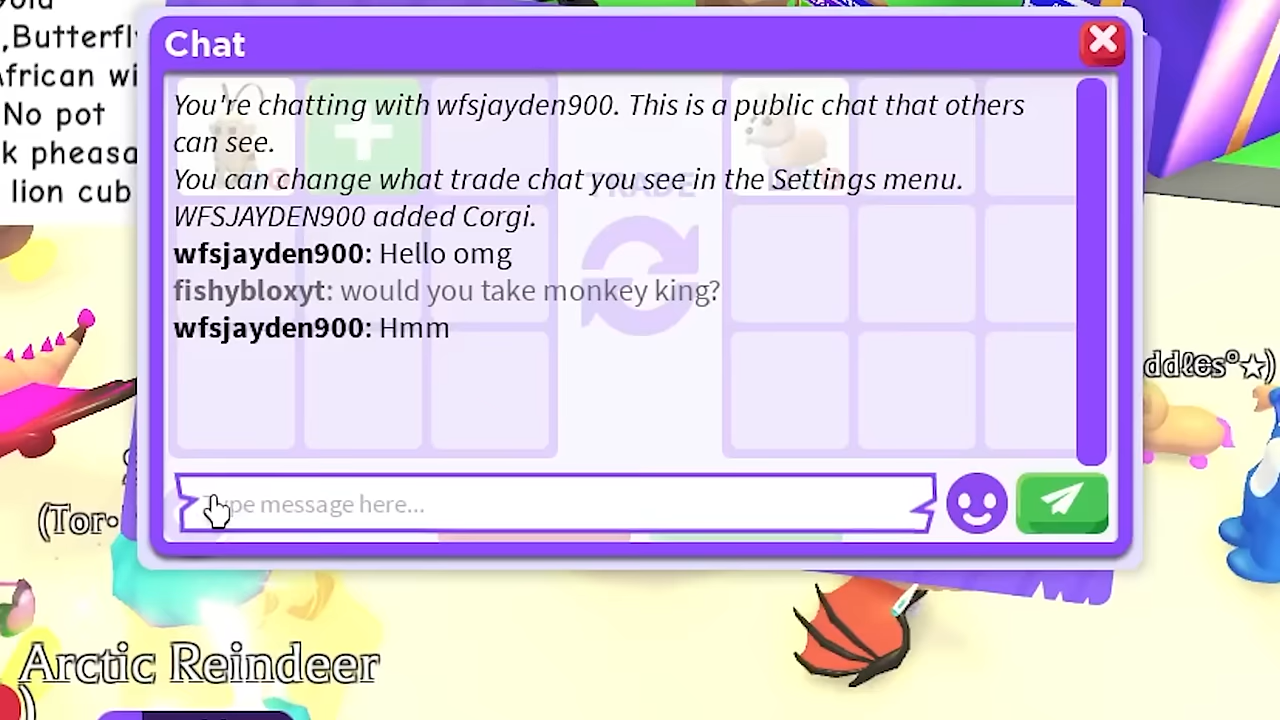 ,Butterfl
African wi
No pot
k pheasa
lion cub
Chat
You're chatting with wfsjayden900. This is a public chat that others
can see.
You can change what trade chat you see in the Settings menu.
TRADE
WFSJAYDEN900 added Corgi.
wfsjayden900: Hello omg
fishybloxyt: would you take monkey king?
wfsjayden900: Hmm
ddles°★)
Type message here...
(Tor•
Arctic Reindeer
)